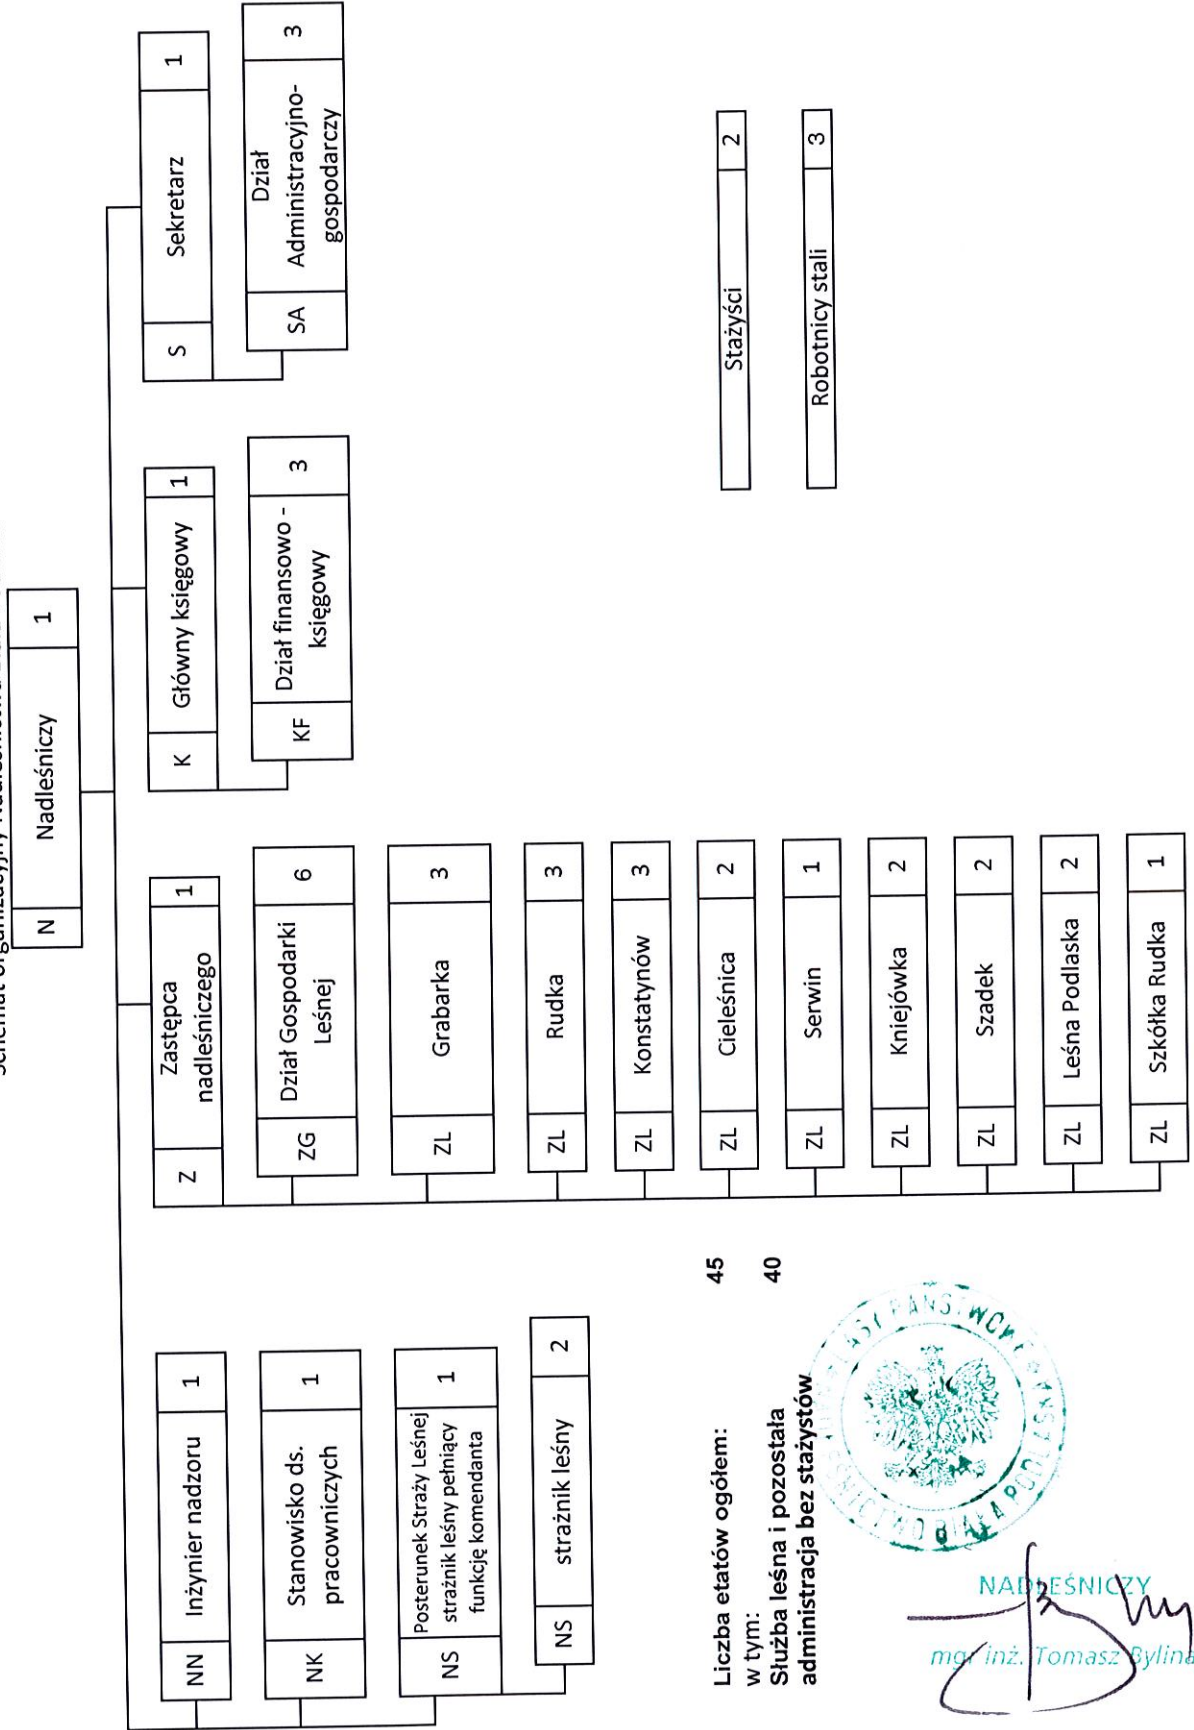 Schemat organizacyjny Nadleśnictwa
N Nadleśniczy 1
NN Inżynier nadzoru 1
NK Stanowisko ds.
pracowniczych 1
NS Posterunek Straży Leśnej
strażnik leśny pełniący
funkcję komendanta 1
NS strażnik leśny 2
Z Zastępca
nadleśniczego 1
ZG Dział Gospodarki
Leśnej 6
ZL Grabarka 3
ZL Rudka 3
ZL Konstatynów 3
ZL Cieleśnica 2
ZL Serwin 1
ZL Kniejówka 2
ZL Szadek 2
ZL Leśna Podlaska 2
ZL Szkółka Rudka 1
K Główny księgowy 1
KF Dział finansowo -
księgowy 3
S Sekretarz 1
SA Dział
Administracyjno-
gospodarczy 3
Stażyści 2
Robotnicy stali 3
Liczba etatów ogółem: 45
w tym:
Służba leśna i pozostała 40
administracja bez stażystów
NADLEŚNICZY
mgr inż. Tomasz Bylina